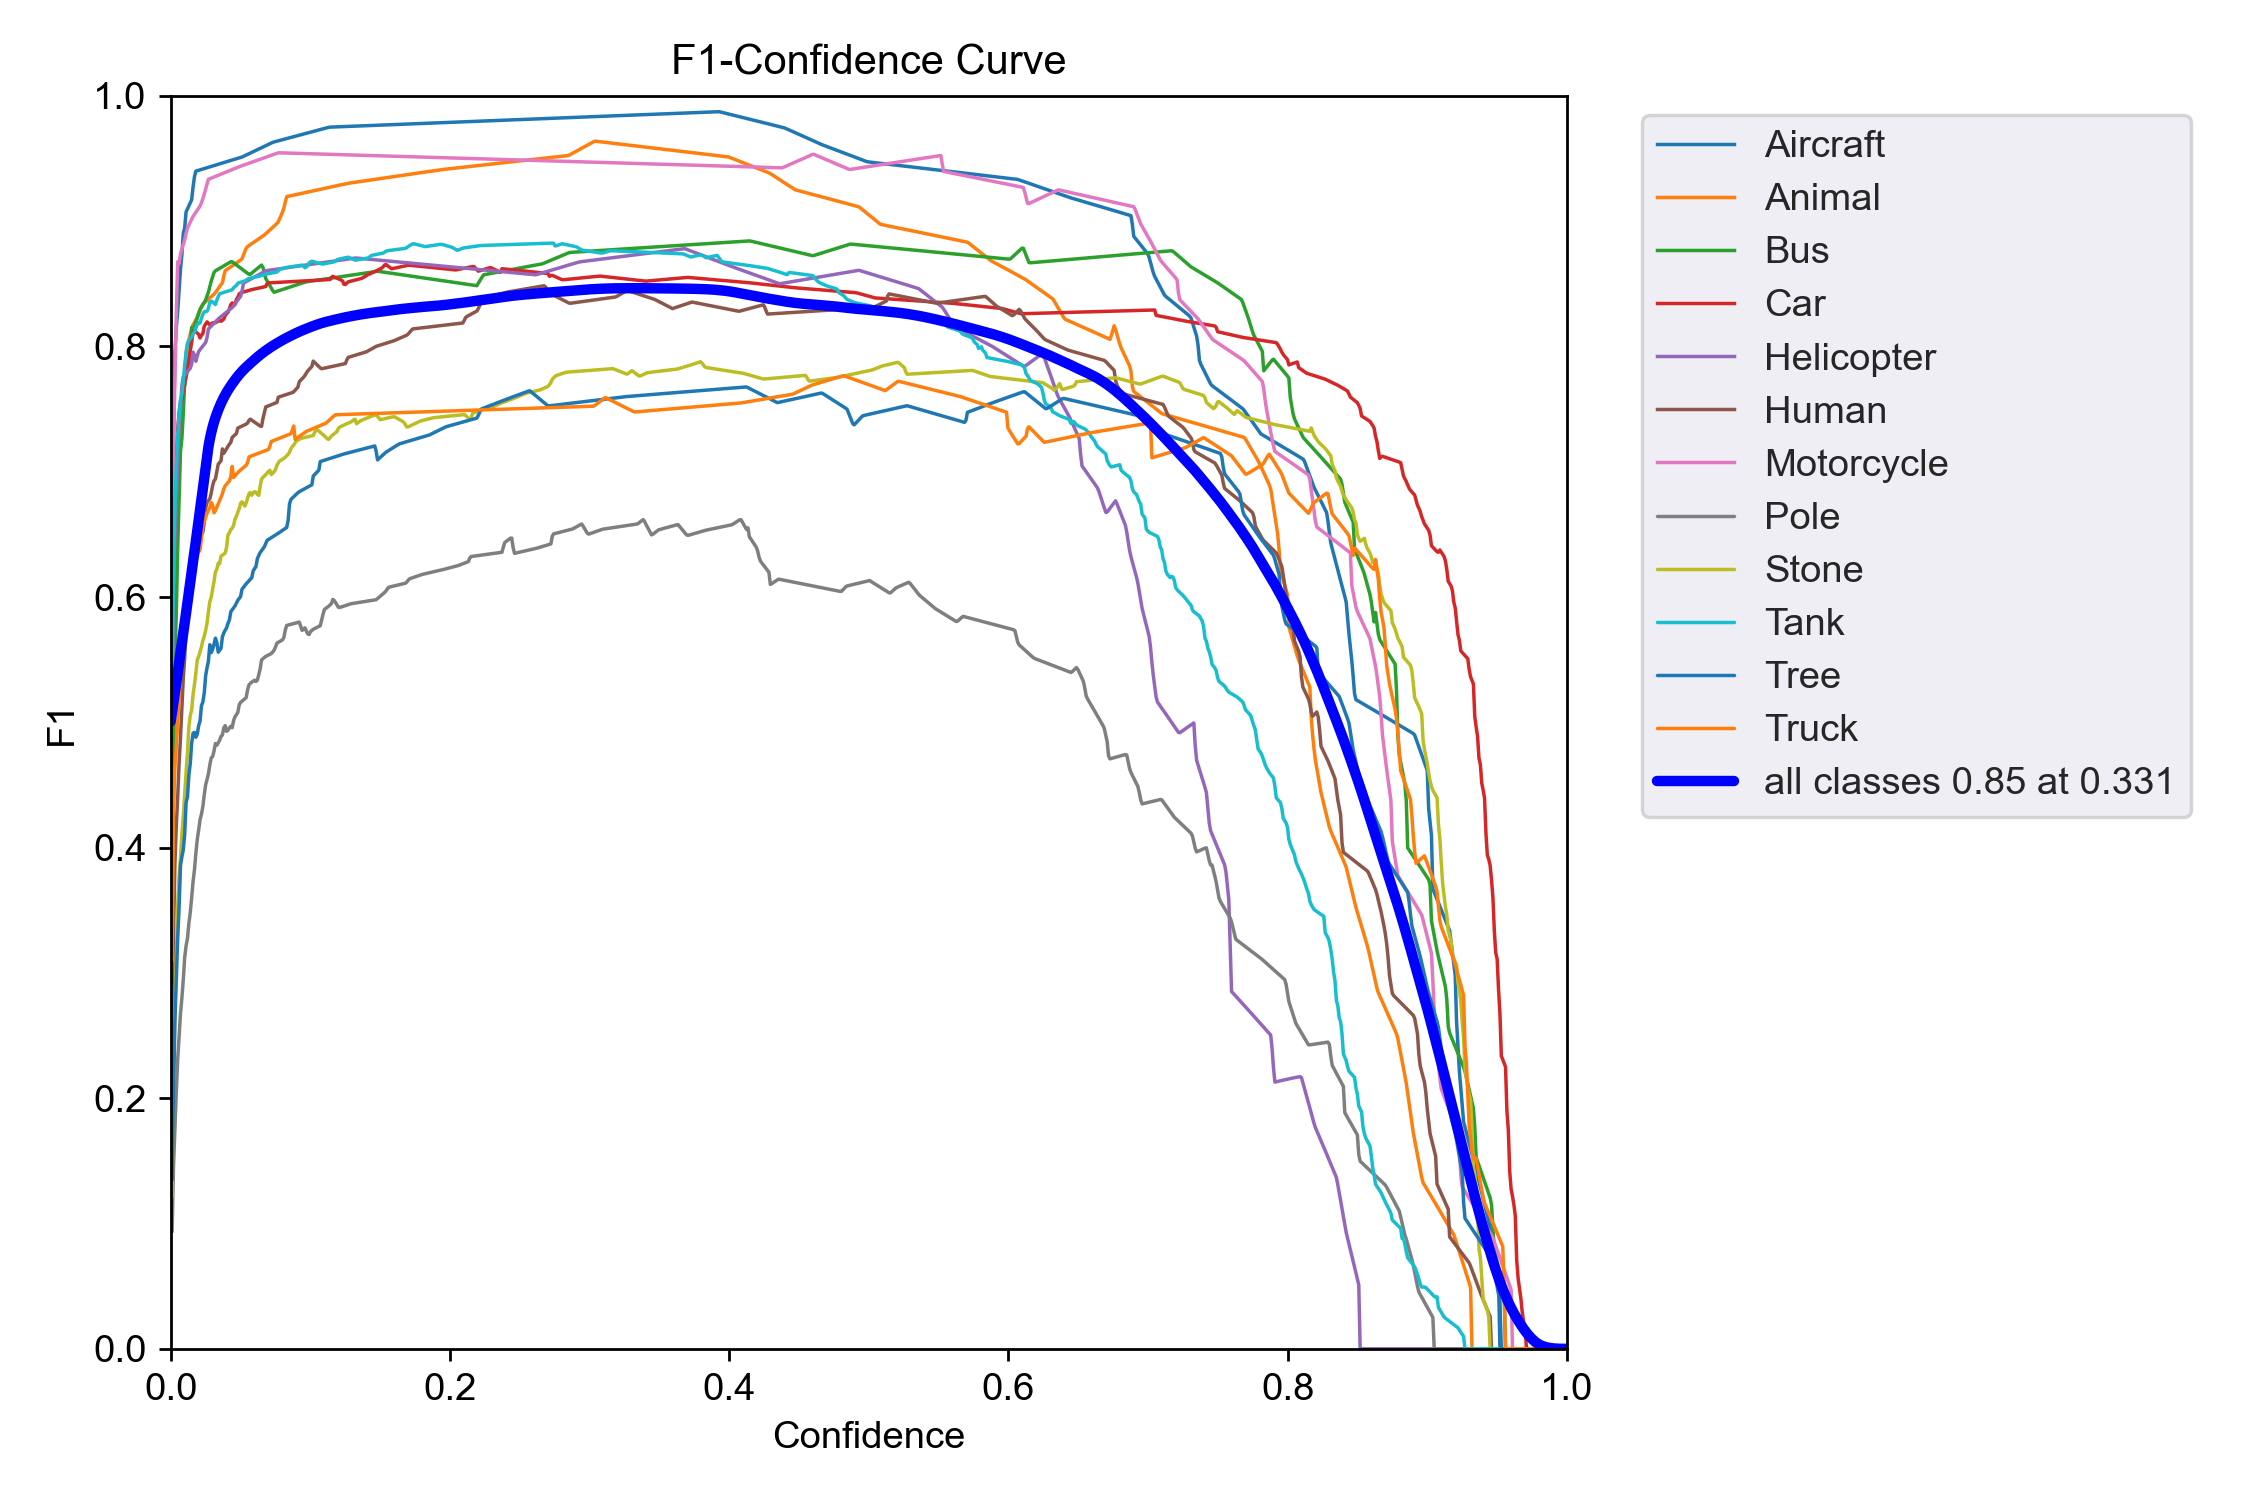 F1-Confidence Curve
1.0
0.8
0.6
0.4
0.2
0.0
F1
0.0 0.2 0.4 0.6 0.8 1.0
Confidence
Aircraft
Animal
Bus
Car
Helicopter
Human
Motorcycle
Pole
Stone
Tank
Tree
Truck
all classes 0.85 at 0.331